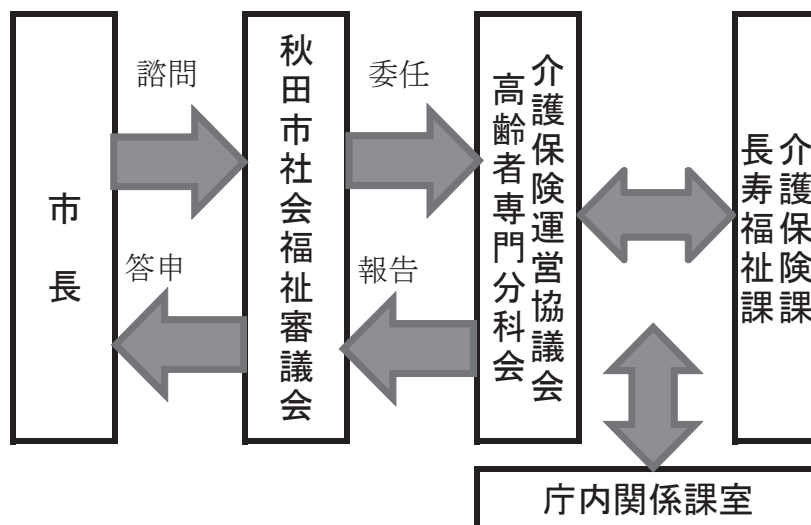 市長
諮問
答申
秋田市社会福祉審議会
委任
報告
介護保険運営協議会
高齢者専門分科会
介護保険課
長寿福祉課
庁内関係課室